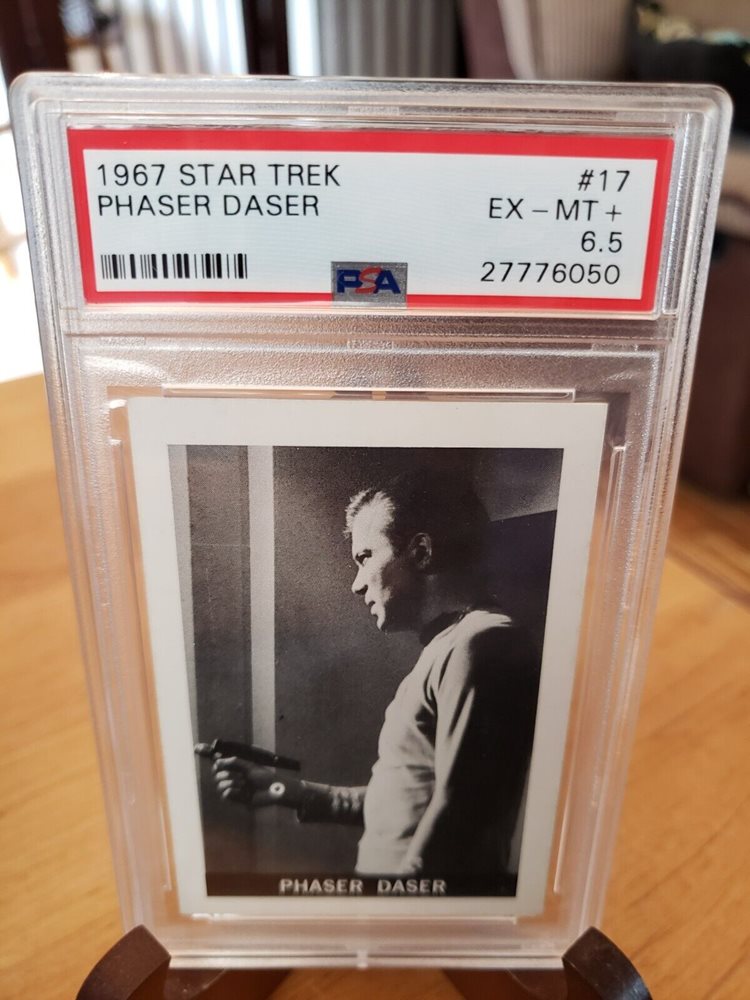 1967 STAR TREK #17
PHASER DASER EX - MT +
6.5
PSA 27776050
PHASER DASER